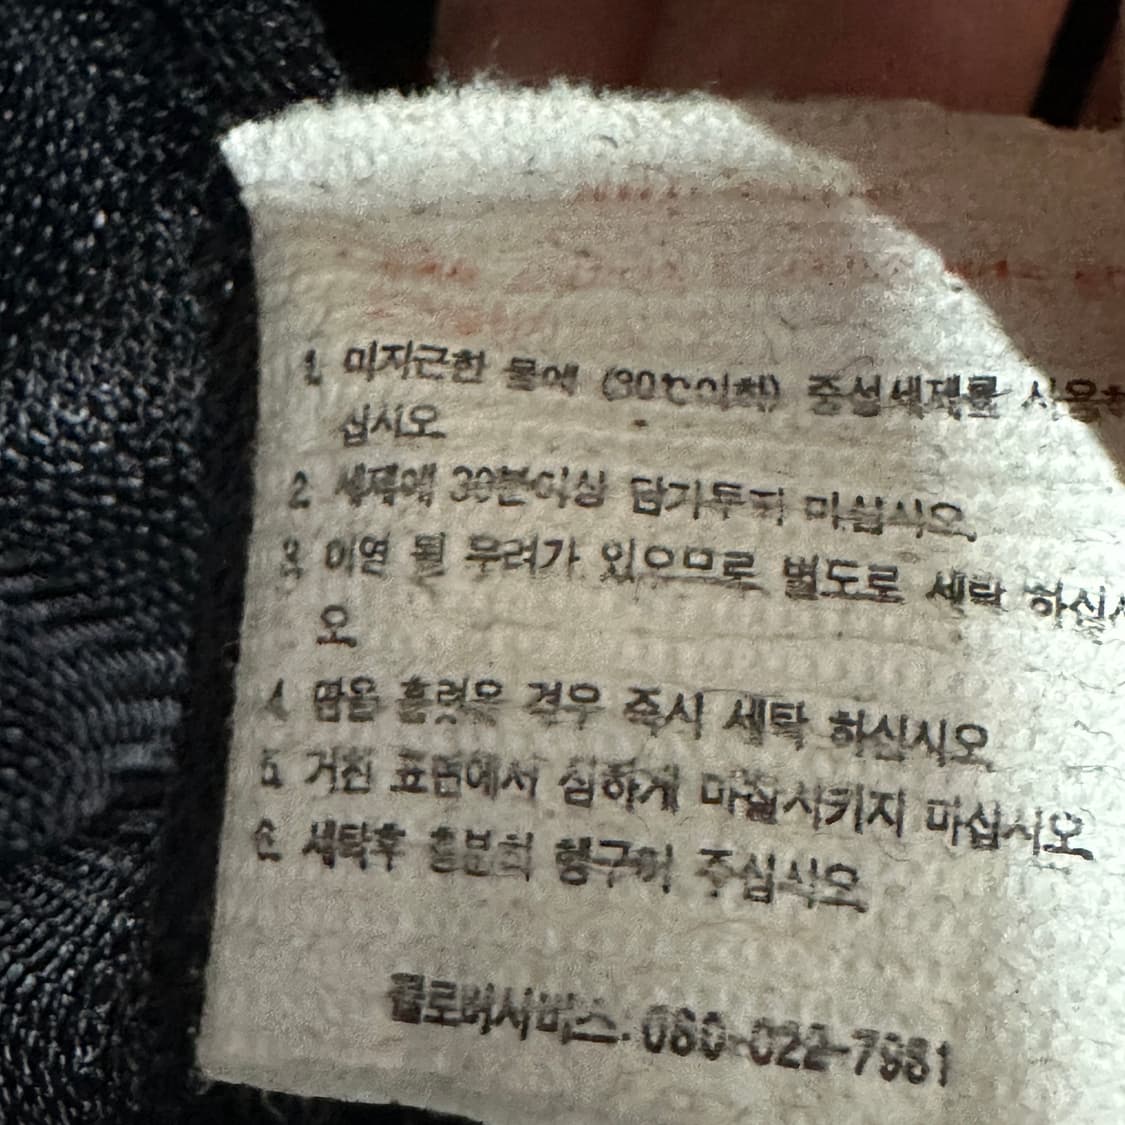 1. 미지근한 물에 (30℃이하) 중성세제를 사용하
십시오
2. 세제에 30분이상 담가두지 마십시오
3. 이염 될 우려가 있으므로 별도로 세탁 하십시
오
4. 땀을 흘렸을 경우 즉시 세탁 하십시오
5. 거친 표면에서 심하게 마찰시키지 마십시오
6. 세탁후 충분히 헹구어 주십시오
클로버서비스: 080-022-7981